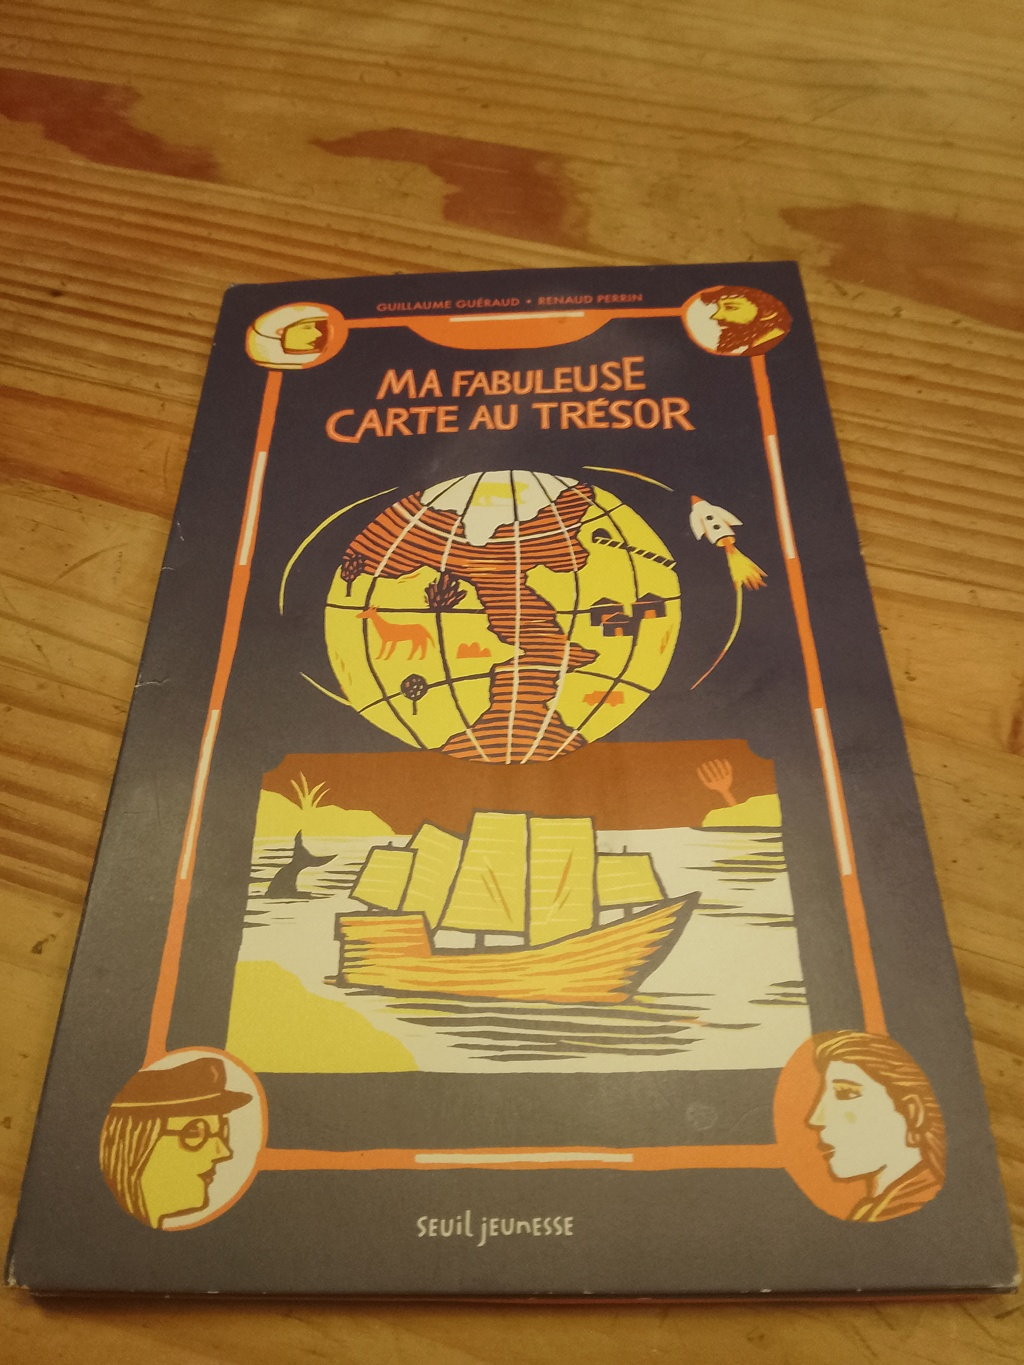 GUILLAUME GUÉRAUD • RENAUD PERRIN
MA FABULEUSE
CARTE AU TRÉSOR
SEUIL jEUNESSE